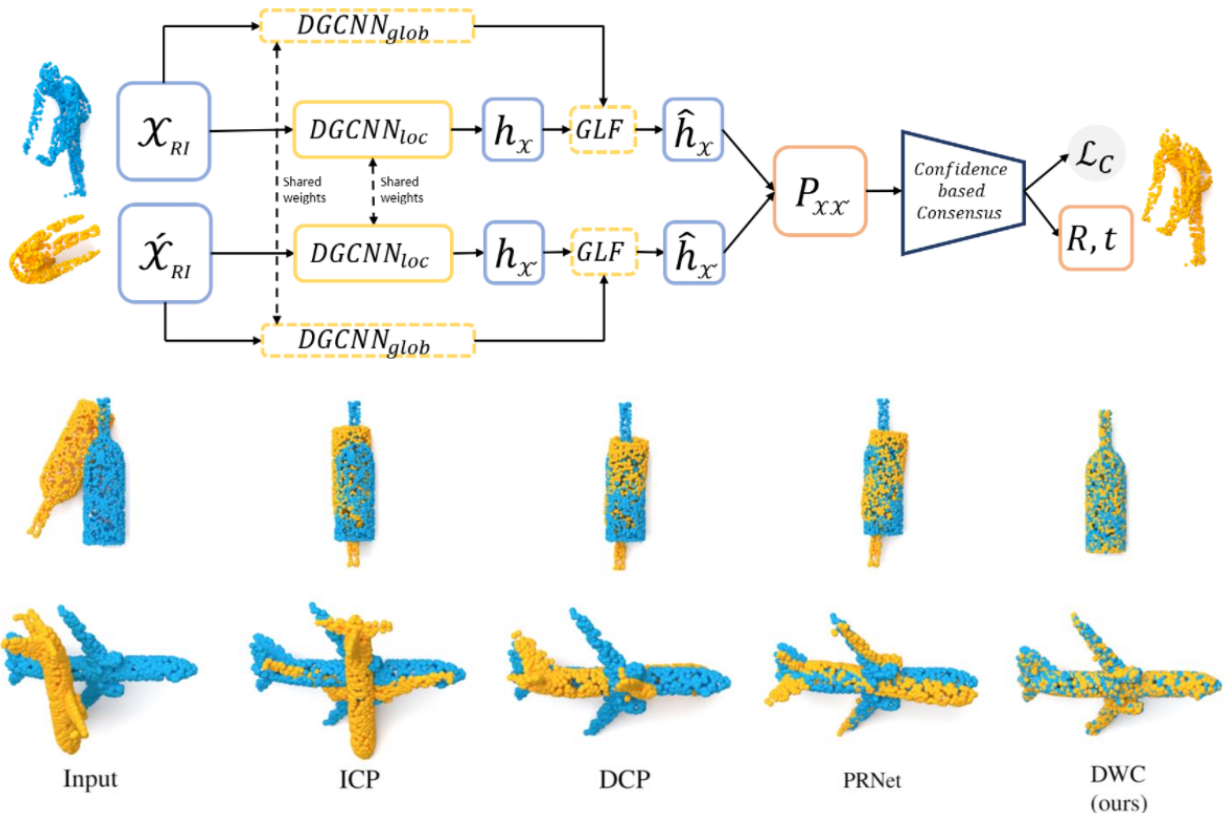 DGCNN_glob
X_RI
DGCNN_loc
h_x
GLF
ĥ_x
Shared weights
Shared weights
P_xx′
Confidence
based
Consensus
ℒ_C
R, t
X́_RI
DGCNN_loc
h_x′
GLF
ĥ_x′
DGCNN_glob
Input
ICP
DCP
PRNet
DWC
(ours)